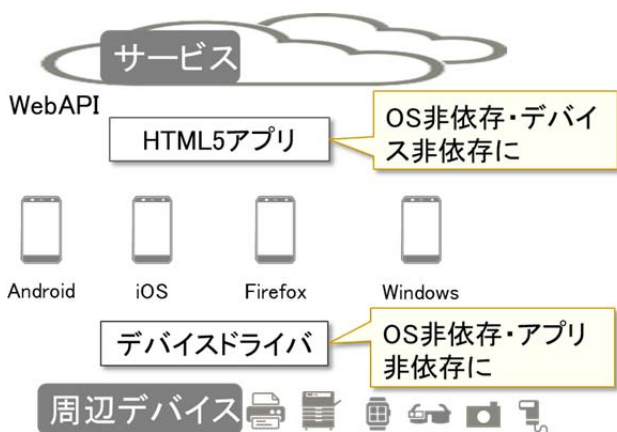 サービス
WebAPI
HTML5アプリ
OS非依存・デバイ
ス非依存に
Android
iOS
Firefox
Windows
デバイスドライバ
OS非依存・アプリ
非依存に
周辺デバイス